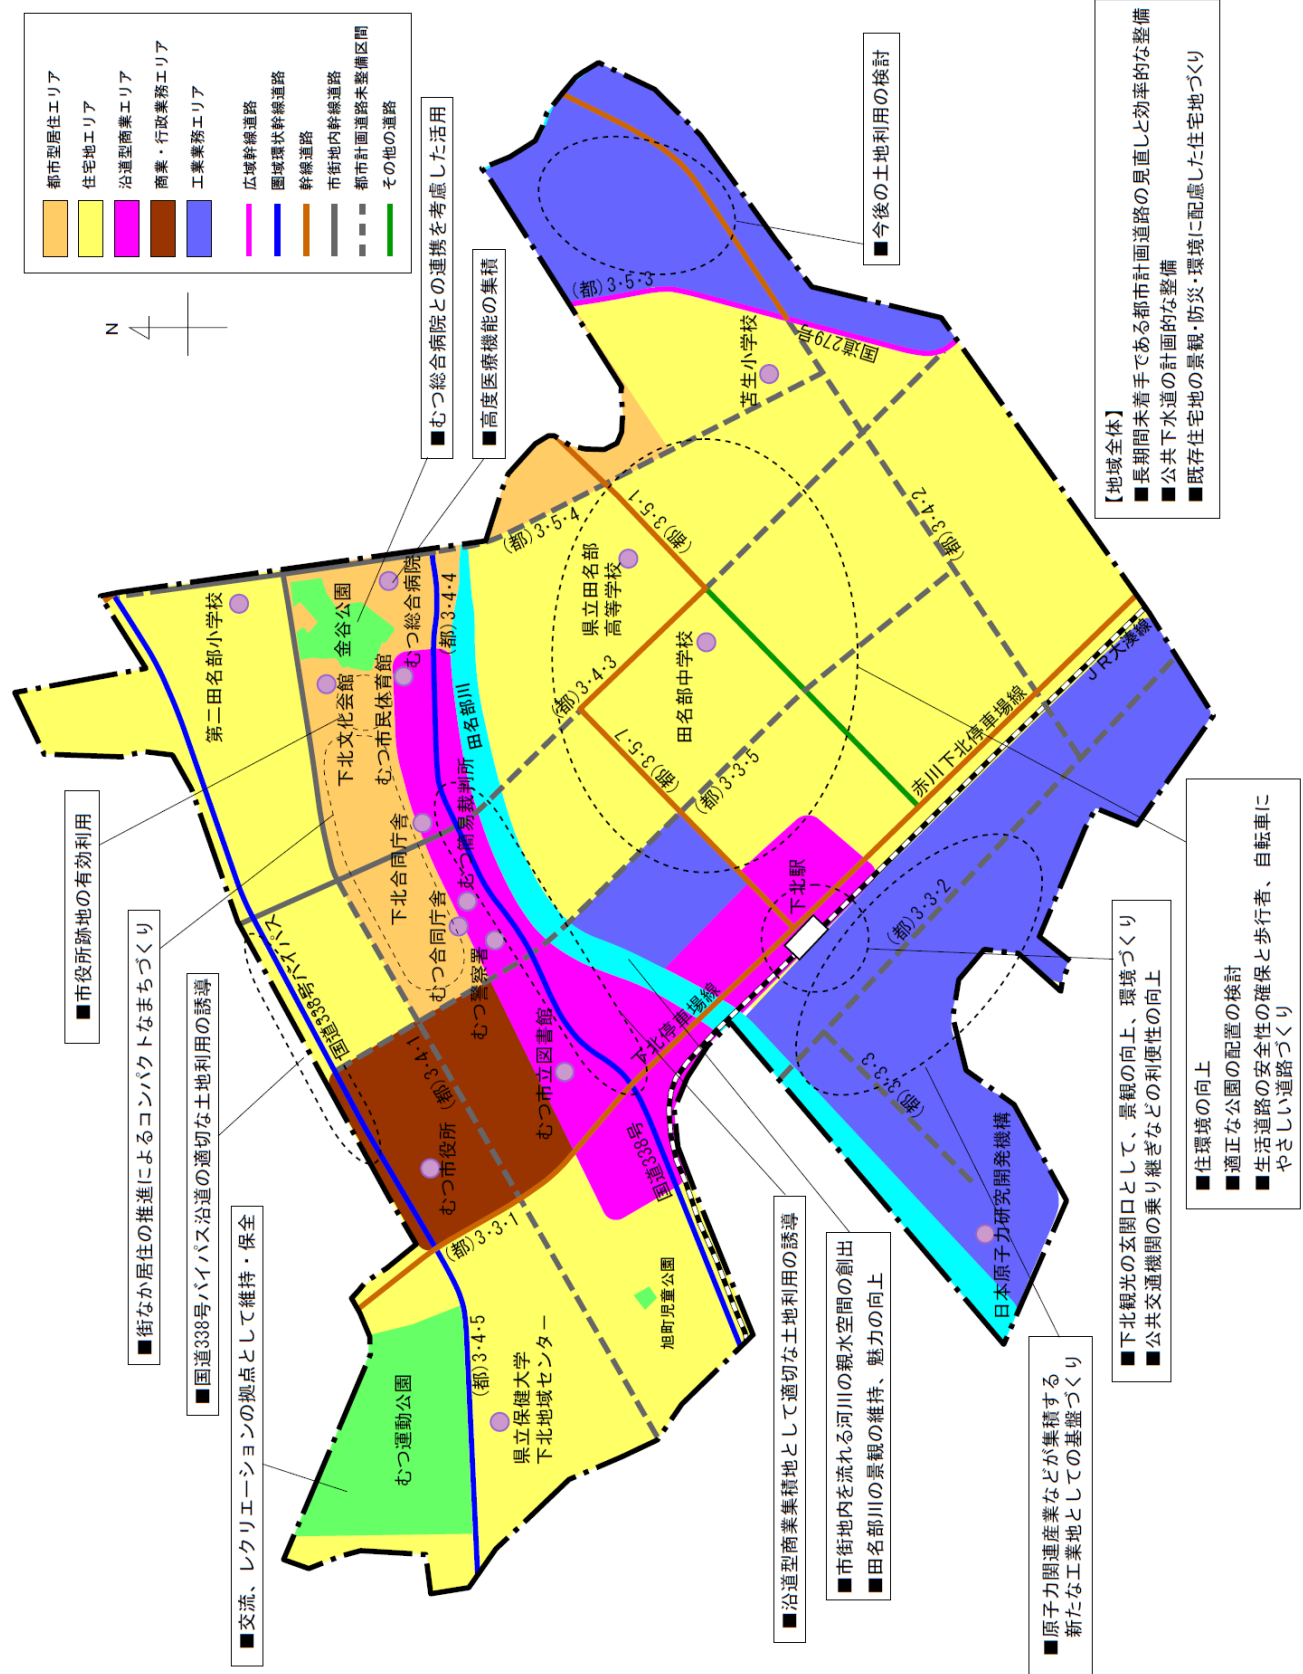 都市型居住エリア
住宅地エリア
沿道型商業エリア
商業・行政業務エリア
工業業務エリア
広域幹線道路
圏域環状幹線道路
幹線道路
市街地内幹線道路
都市計画道路未整備区間
その他の道路
N
■市役所跡地の有効利用
■街なか居住の推進によるコンパクトなまちづくり
■国道338号バイパス沿道の適切な土地利用の誘導
■交流、レクリエーションの拠点として維持・保全
■むつ総合病院との連携を考慮した活用
■高度医療機能の集積
■今後の土地利用の検討
第二田名部小学校
金谷公園
むつ総合病院
下北文化会館
むつ市民体育館
(都)3・4・4
田名部川
下北合同庁舎
むつ簡易裁判所
むつ合同庁舎
むつ警察署
国道338号バイパス
むつ市立図書館
(都)3・4・1
むつ市役所
(都)3・3・1
下北停車場線
国道338号
むつ運動公園
(都)3・4・5
県立保健大学
下北地域センター
旭町児童公園
(都)3・5・3
国道279号
苫生小学校
(都)3・5・4
(都)3・5・1
(都)3・4・2
県立田名部
高等学校
田名部中学校
(都)3・4・3
(都)3・5・7
(都)3・3・5
赤川下北停車場線
JR大湊線
下北駅
(都)3・3・2
(都)3・3・3
日本原子力研究開発機構
【地域全体】
■長期間未着手である都市計画道路の見直しと効率的な整備
■公共下水道の計画的な整備
■既存住宅地の景観・防災・環境に配慮した住宅地づくり
■沿道型商業集積地として適切な土地利用の誘導
■市街地内を流れる河川の親水空間の創出
■田名部川の景観の維持、魅力の向上
■原子力関連産業などが集積する
新たな工業地としての基盤づくり
■下北観光の玄関口として、景観の向上、環境づくり
■公共交通機関の乗り継ぎなどの利便性の向上
■住環境の向上
■適正な公園の配置の検討
■生活道路の安全性の確保と歩行者、自転車に
やさしい道路づくり